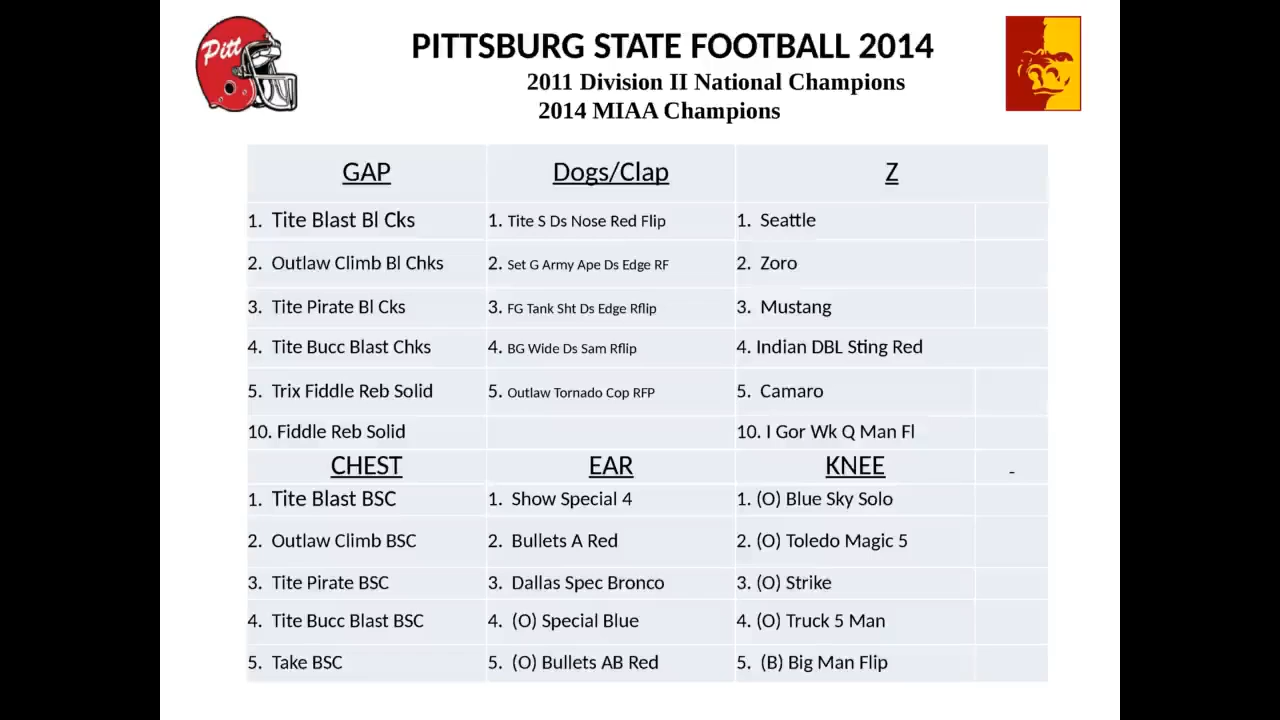 Pitt
PITTSBURG STATE FOOTBALL 2014
2011 Division II National Champions
2014 MIAA Champions
GAP Dogs/Clap Z
1. Tite Blast Bl Cks 1. Tite S Ds Nose Red Flip 1. Seattle
2. Outlaw Climb Bl Chks 2. Set G Army Ape Ds Edge RF 2. Zoro
3. Tite Pirate Bl Cks 3. FG Tank Sht Ds Edge Rflip 3. Mustang
4. Tite Bucc Blast Chks 4. BG Wide Ds Sam Rflip 4. Indian DBL Sting Red
5. Trix Fiddle Reb Solid 5. Outlaw Tornado Cop RFP 5. Camaro
10. Fiddle Reb Solid 10. I Gor Wk Q Man Fl
CHEST EAR KNEE -
1. Tite Blast BSC 1. Show Special 4 1. (O) Blue Sky Solo
2. Outlaw Climb BSC 2. Bullets A Red 2. (O) Toledo Magic 5
3. Tite Pirate BSC 3. Dallas Spec Bronco 3. (O) Strike
4. Tite Bucc Blast BSC 4. (O) Special Blue 4. (O) Truck 5 Man
5. Take BSC 5. (O) Bullets AB Red 5. (B) Big Man Flip